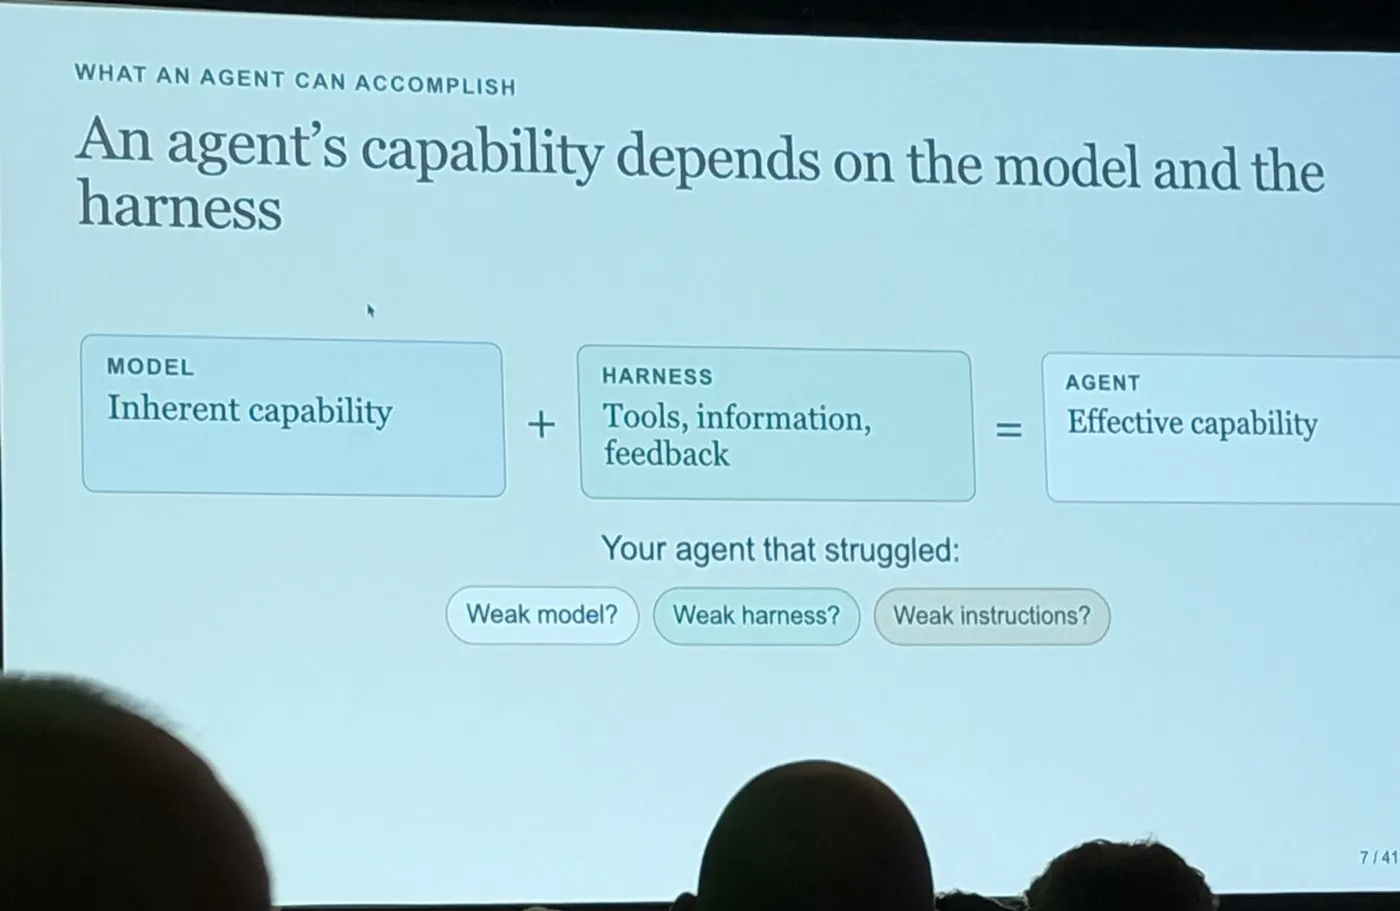 WHAT AN AGENT CAN ACCOMPLISH
An agent’s capability depends on the model and the
harness
MODEL
Inherent capability
+
HARNESS
Tools, information,
feedback
=
AGENT
Effective capability
Your agent that struggled:
Weak model?
Weak harness?
Weak instructions?
7 / 41